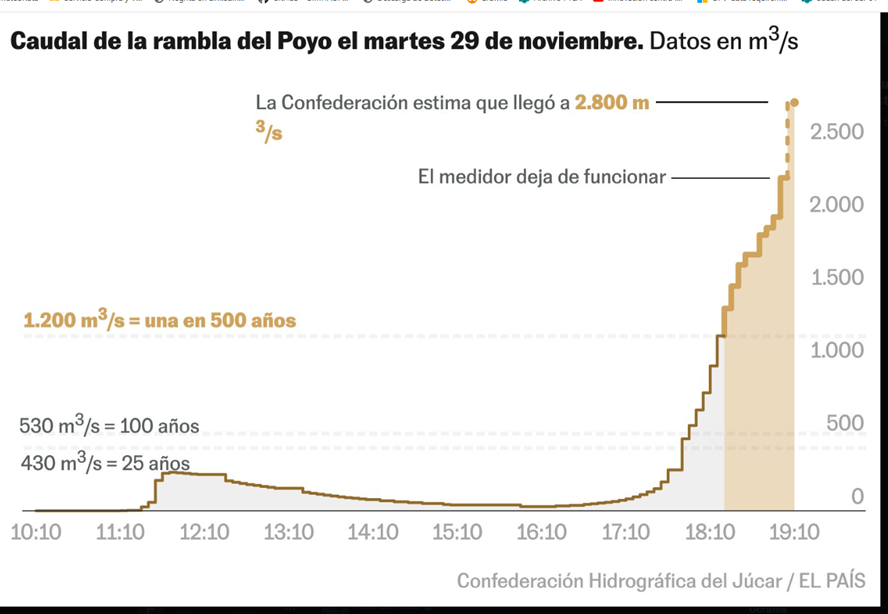 Caudal de la rambla del Poyo el martes 29 de noviembre. Datos en m³/s
La Confederación estima que llegó a 2.800 m
³/s
2.500
El medidor deja de funcionar
2.000
1.500
1.200 m³/s = una en 500 años
1.000
530 m³/s = 100 años
500
430 m³/s = 25 años
0
10:10 11:10 12:10 13:10 14:10 15:10 16:10 17:10 18:10 19:10
Confederación Hidrográfica del Júcar / EL PAÍS